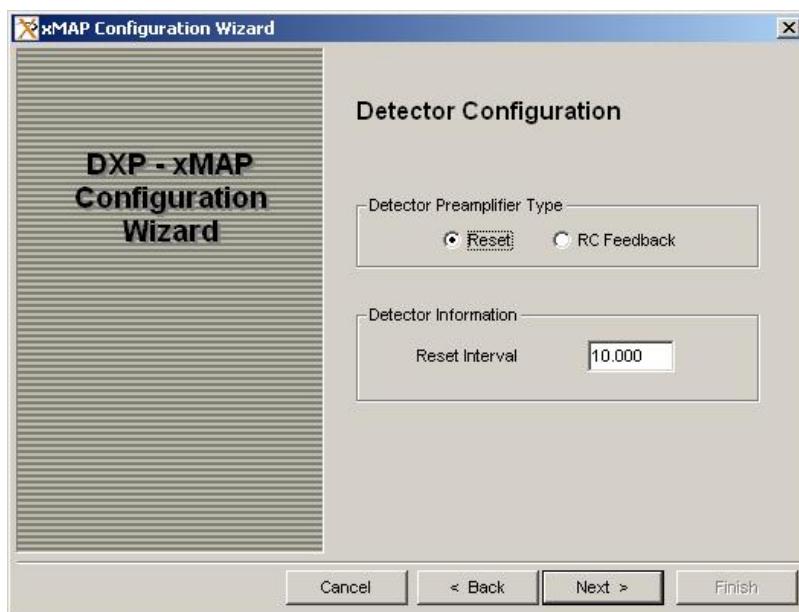 xMAP Configuration Wizard
DXP - xMAP
Configuration
Wizard
Detector Configuration
Detector Preamplifier Type
Reset RC Feedback
Detector Information
Reset Interval 10.000
Cancel < Back Next > Finish